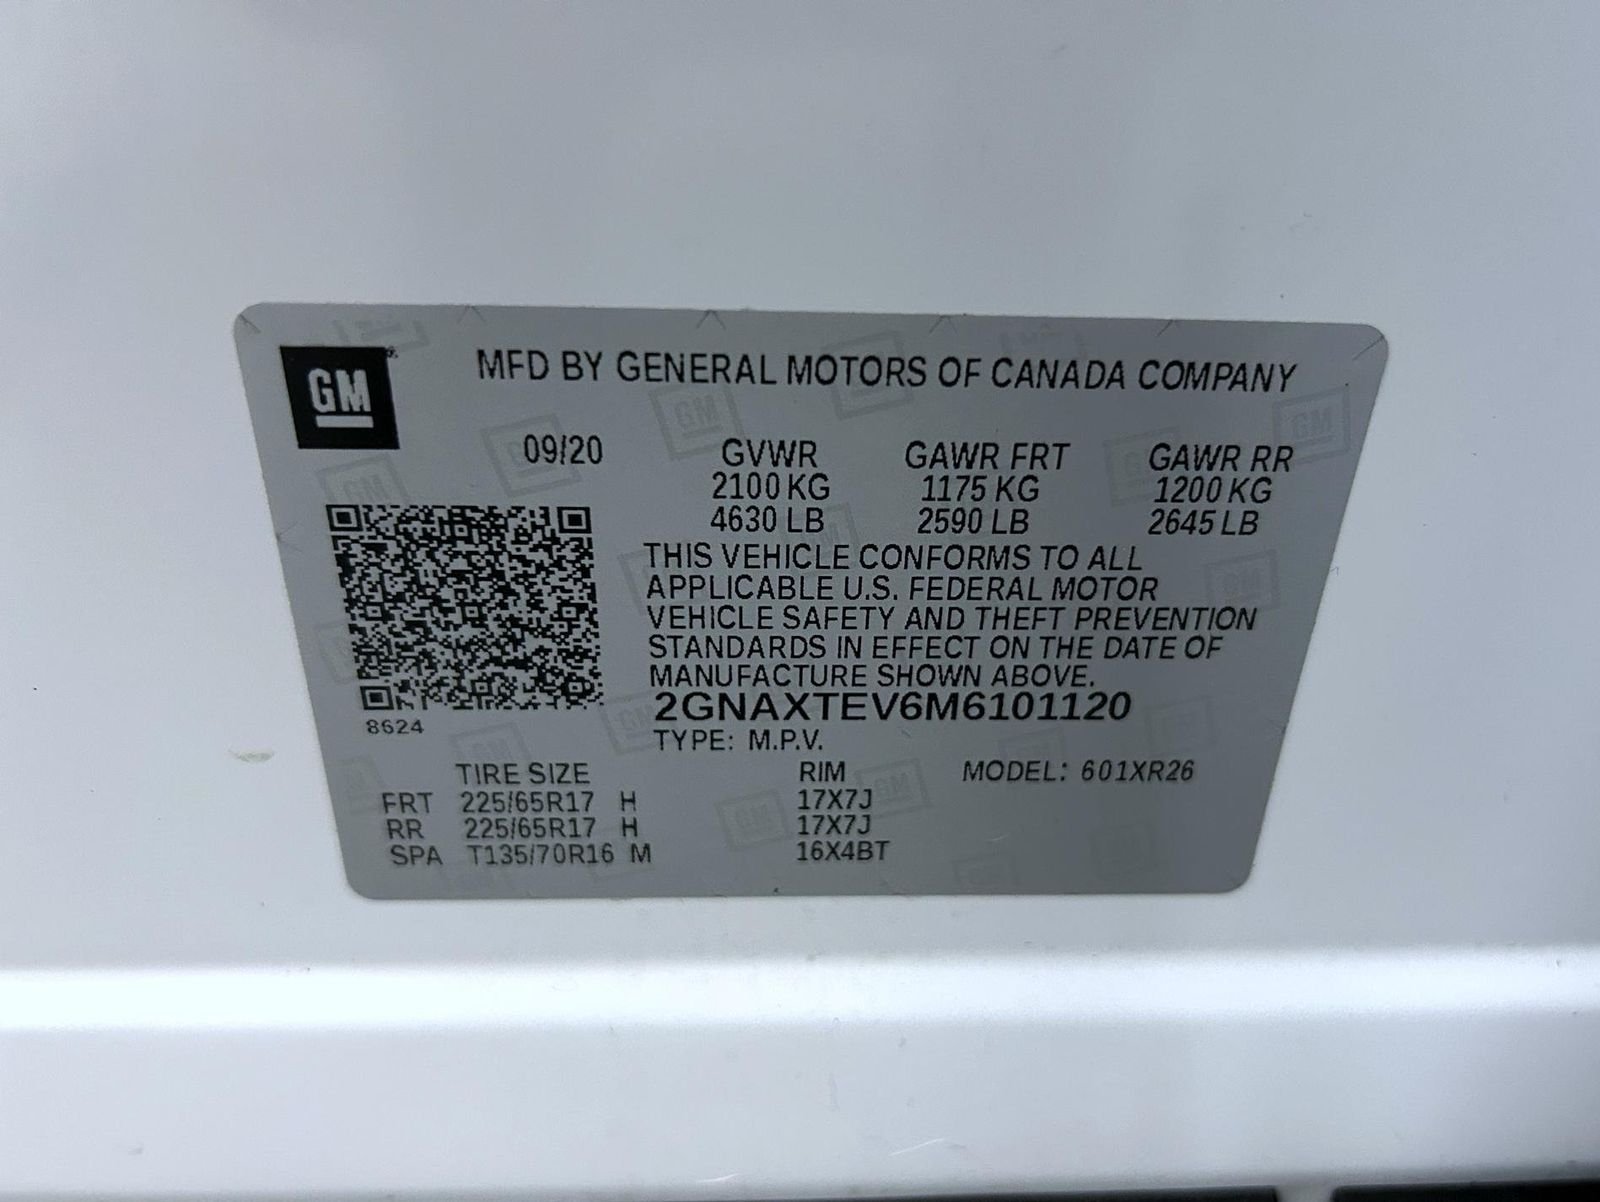 GM
MFD BY GENERAL MOTORS OF CANADA COMPANY
09/20 GVWR GAWR FRT GAWR RR
2100 KG 1175 KG 1200 KG
4630 LB 2590 LB 2645 LB
THIS VEHICLE CONFORMS TO ALL
APPLICABLE U.S. FEDERAL MOTOR
VEHICLE SAFETY AND THEFT PREVENTION
STANDARDS IN EFFECT ON THE DATE OF
MANUFACTURE SHOWN ABOVE.
2GNAXTEV6M6101120
8624
TYPE: M.P.V.
TIRE SIZE RIM MODEL: 601XR26
FRT 225/65R17 H 17X7J
RR 225/65R17 H 17X7J
SPA T135/70R16 M 16X4BT